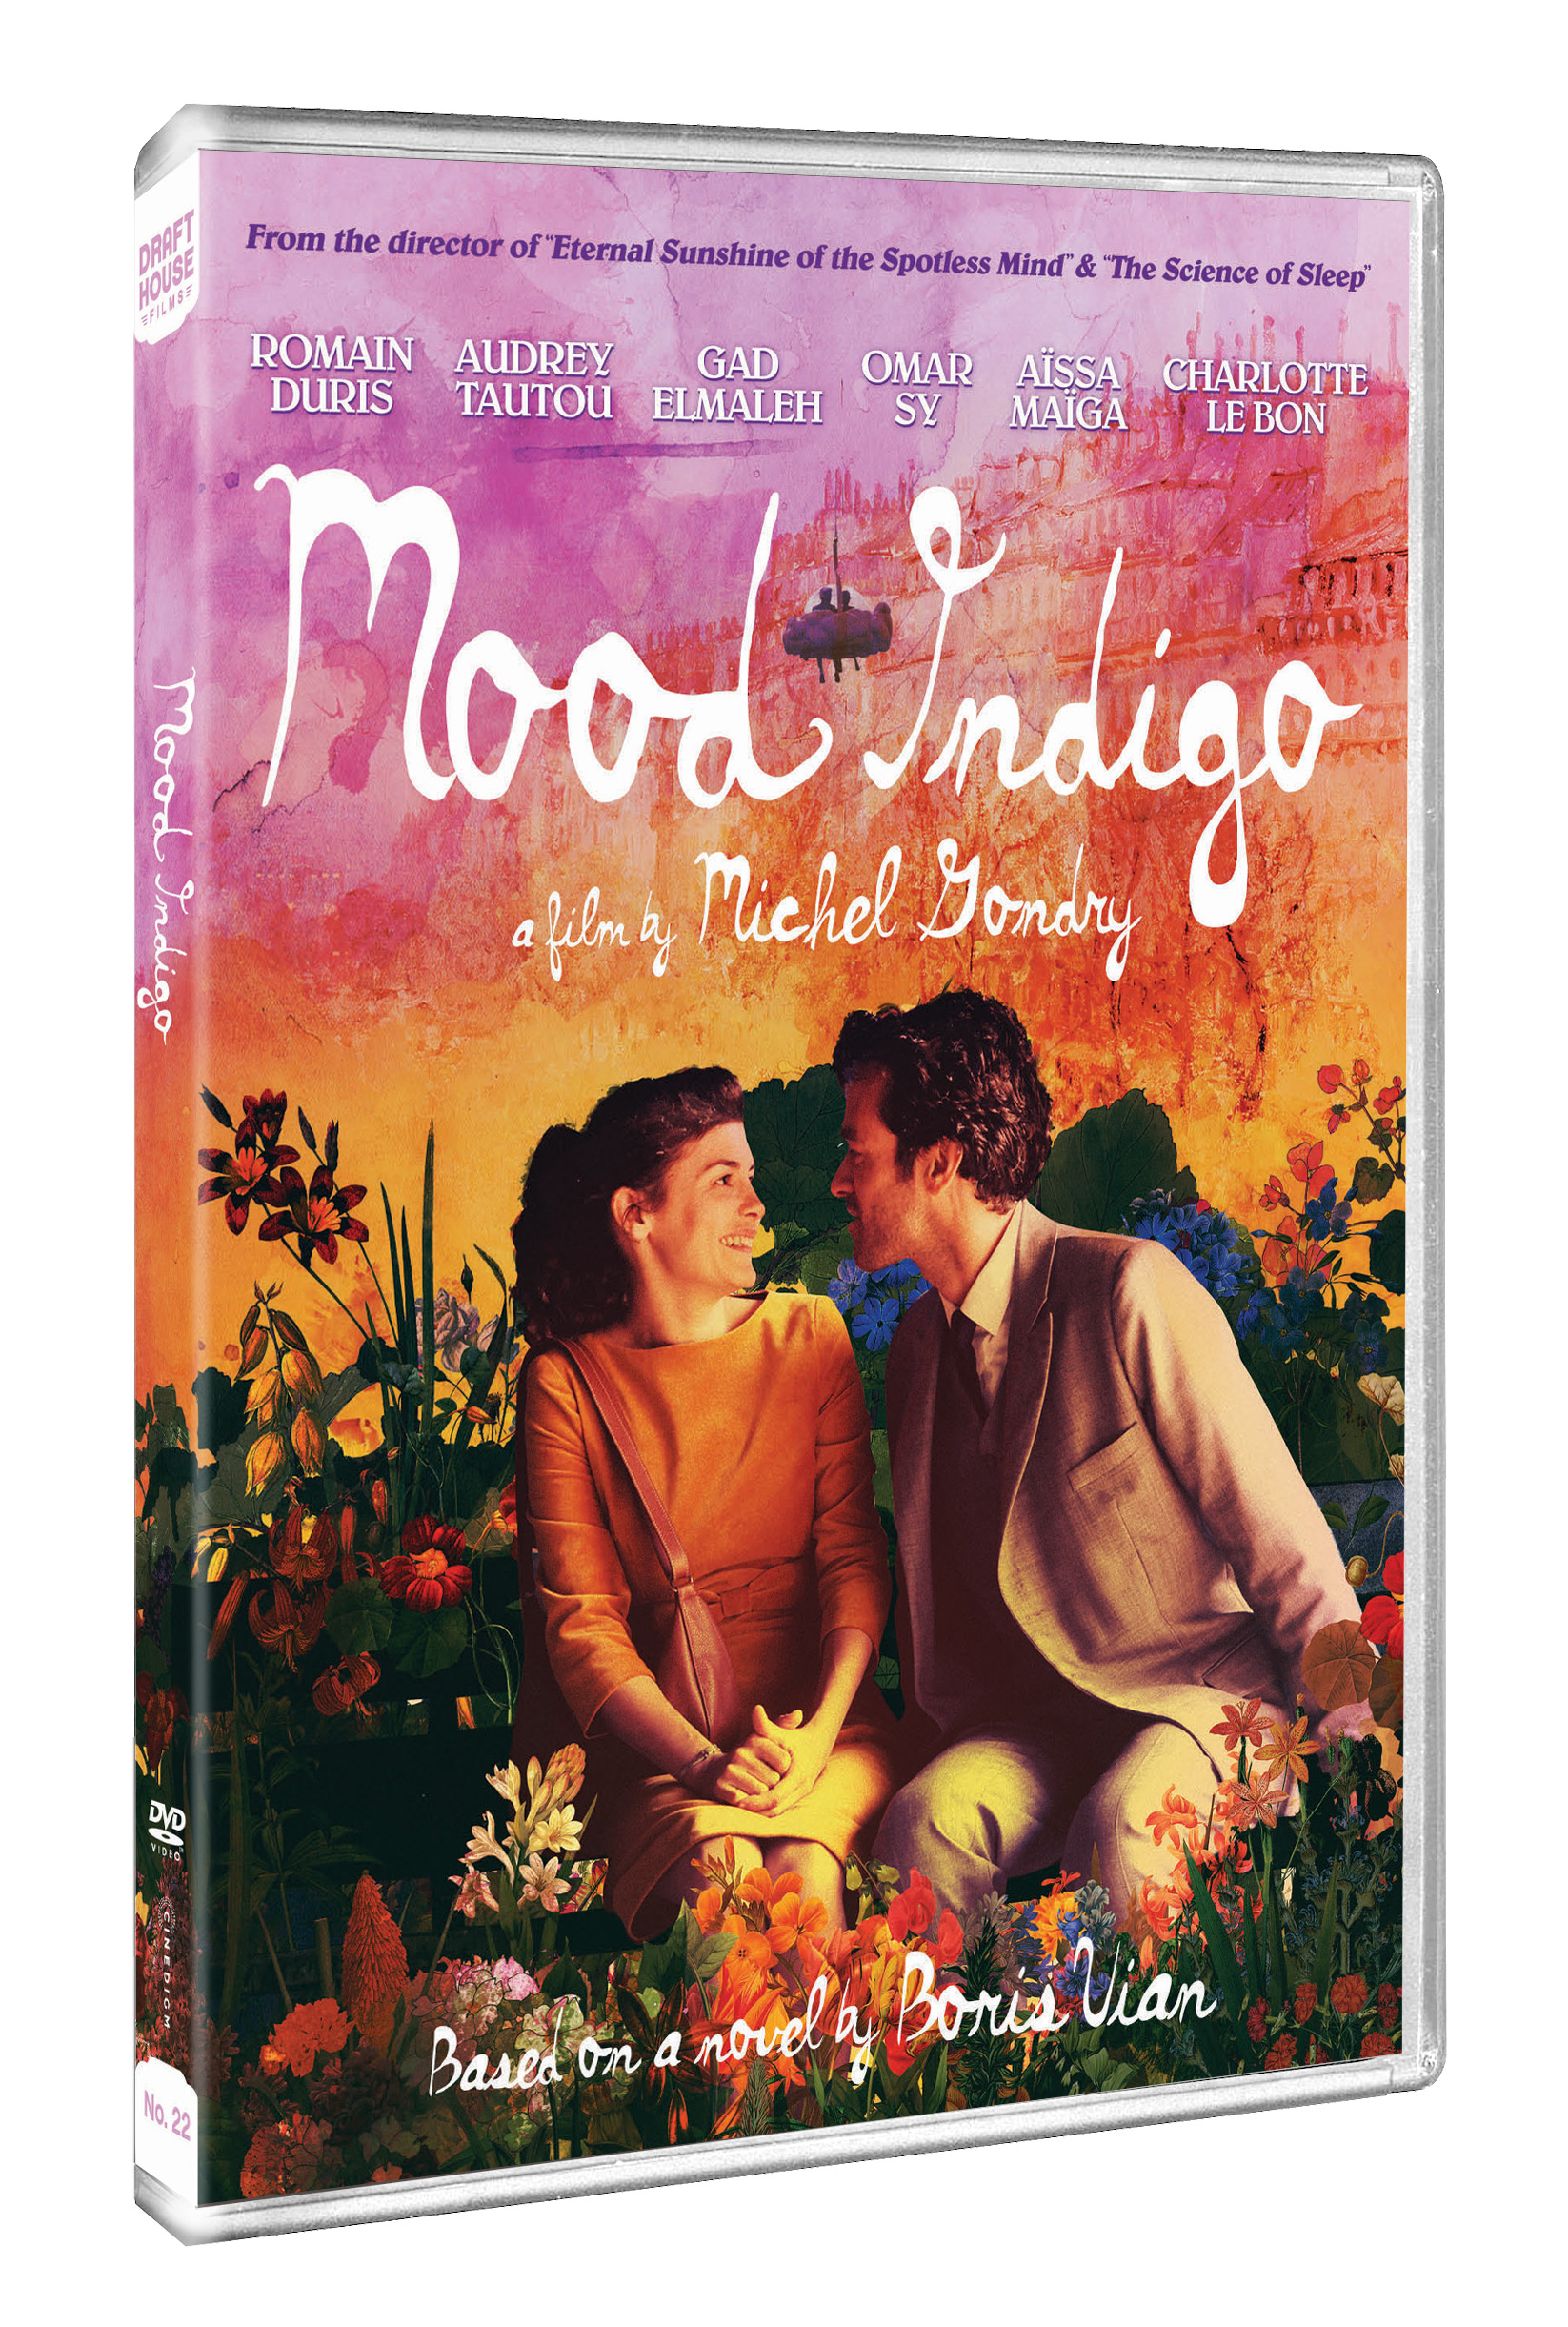 From the director of “Eternal Sunshine of the Spotless Mind” & “The Science of Sleep”
ROMAIN DURIS
AUDREY TAUTOU
GAD ELMALEH
OMAR SY
AÏSSA MAÏGA
CHARLOTTE LE BON
Mood Indigo
a film by Michel Gondry
Based on a novel by Boris Vian
DRAFT
HOUSE
FILMS
Mood Indigo
DVD
VIDEO
CINEDIGM
No. 22